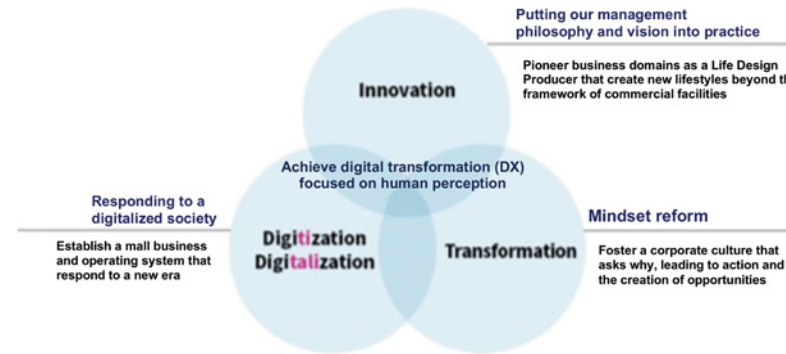 Putting our management
philosophy and vision into practice
Pioneer business domains as a Life Design
Producer that create new lifestyles beyond
framework of commercial facilities
Innovation
Achieve digital transformation (DX)
focused on human perception
Responding to a
digitalized society
Establish a mall business
and operating system that
respond to a new era
Digitization
Digitalization
Transformation
Mindset reform
Foster a corporate culture that
asks why, leading to action and
the creation of opportunities